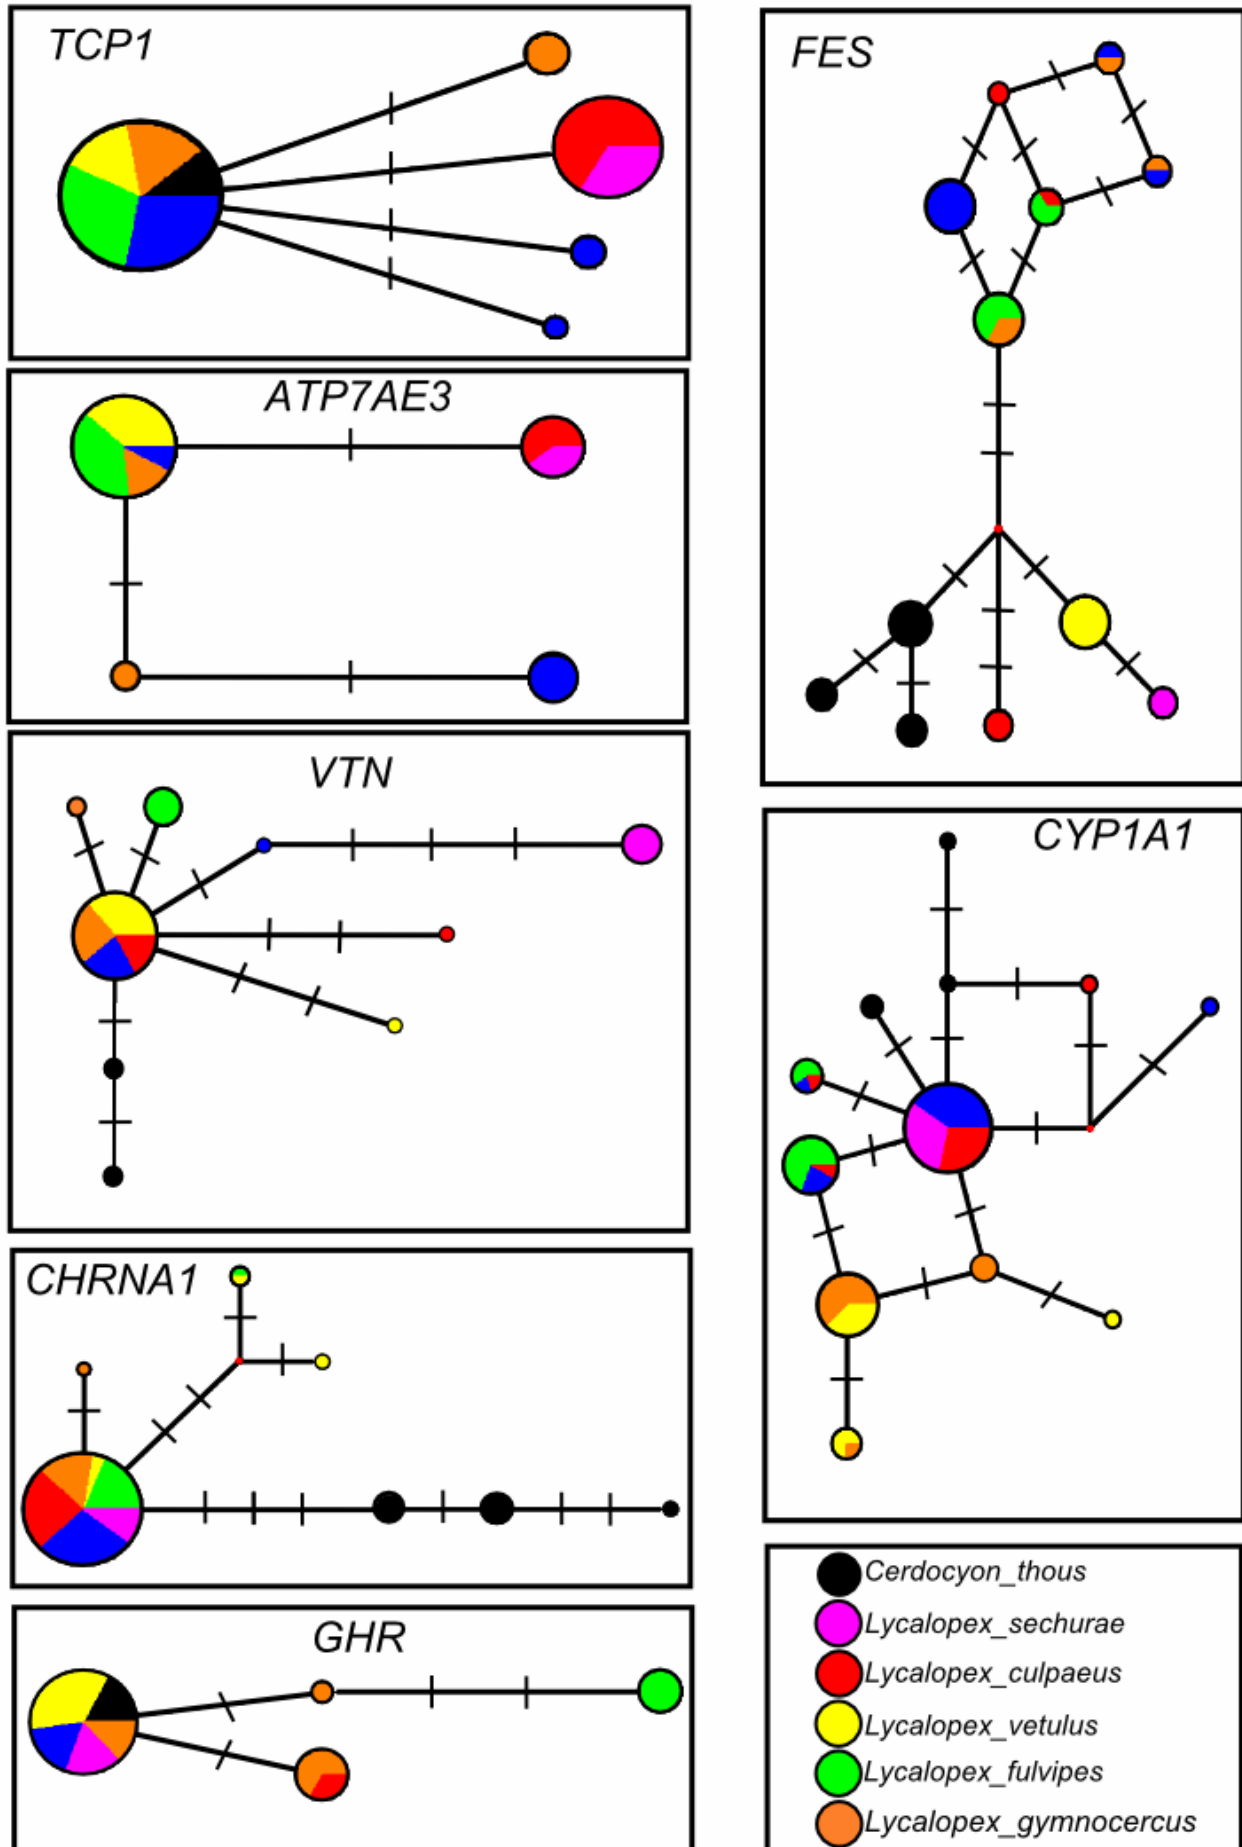 TCP1
FES
ATP7AE3
VTN
CYP1A1
CHRNA1
GHR
Cerdocyon_thous
Lycalopex_sechurae
Lycalopex_culpaeus
Lycalopex_vetulus
Lycalopex_fulvipes
Lycalopex_gymnocercus